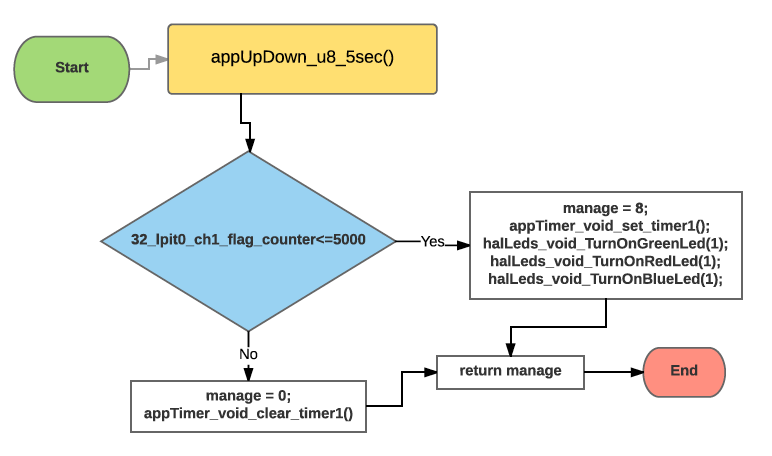 Start
appUpDown_u8_5sec()
32_lpit0_ch1_flag_counter<=5000
Yes
manage = 8;
appTimer_void_set_timer1();
halLeds_void_TurnOnGreenLed(1);
halLeds_void_TurnOnRedLed(1);
halLeds_void_TurnOnBlueLed(1);
No
manage = 0;
appTimer_void_clear_timer1()
return manage
End